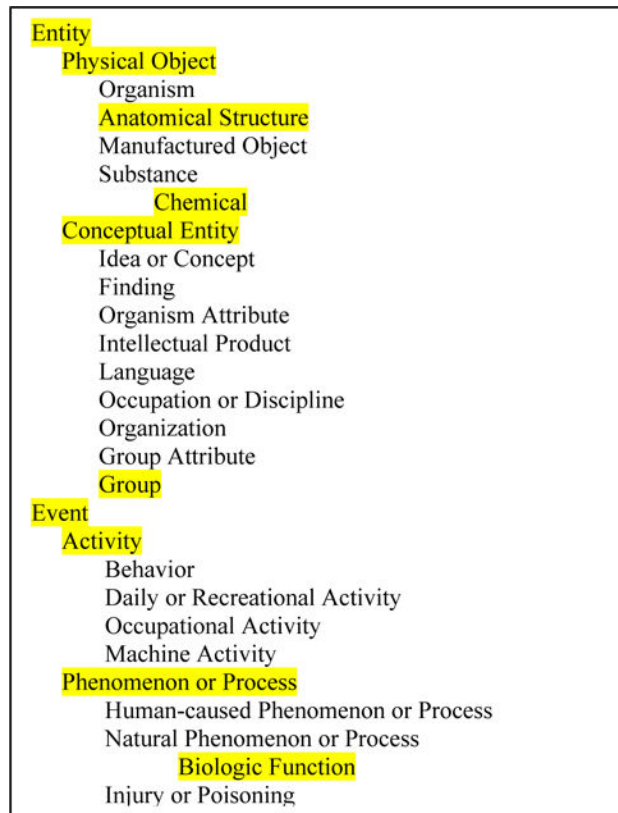 Entity
Physical Object
Organism
Anatomical Structure
Manufactured Object
Substance
Chemical
Conceptual Entity
Idea or Concept
Finding
Organism Attribute
Intellectual Product
Language
Occupation or Discipline
Organization
Group Attribute
Group
Event
Activity
Behavior
Daily or Recreational Activity
Occupational Activity
Machine Activity
Phenomenon or Process
Human-caused Phenomenon or Process
Natural Phenomenon or Process
Biologic Function
Injury or Poisoning